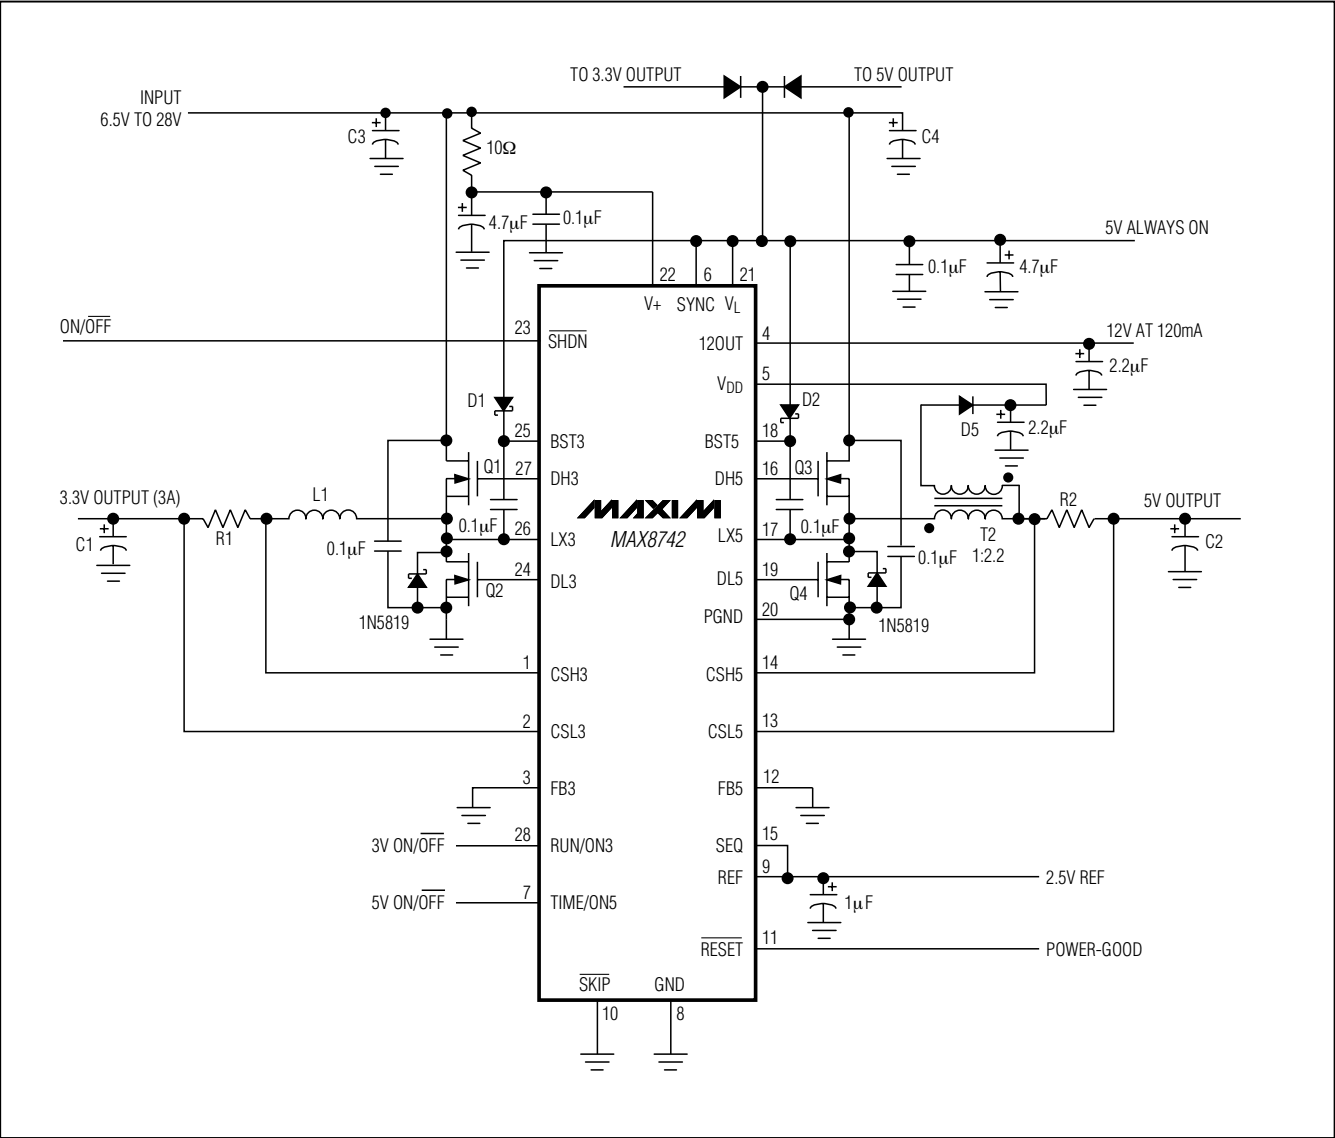 TO 3.3V OUTPUT
TO 5V OUTPUT
INPUT
6.5V TO 28V
C3
C4
10Ω
4.7µF
0.1µF
5V ALWAYS ON
0.1µF
4.7µF
22
6
21
V+
SYNC
VL
ON/OFF
23
SHDN
12OUT
4
12V AT 120mA
2.2µF
VDD
5
D1
D2
D5
2.2µF
25
BST3
BST5
18
Q1
27
DH3
DH5
16
Q3
3.3V OUTPUT (3A)
L1
R2
5V OUTPUT
MAXIM
MAX8742
R1
C1
0.1µF
0.1µF
26
LX3
LX5
17
0.1µF
0.1µF
T2
1:2.2
C2
24
DL3
DL5
19
Q2
Q4
1N5819
PGND
20
1N5819
1
CSH3
CSH5
14
2
CSL3
CSL5
13
3
FB3
FB5
12
3V ON/OFF
28
RUN/ON3
SEQ
15
REF
9
2.5V REF
1µF
5V ON/OFF
7
TIME/ON5
RESET
11
POWER-GOOD
SKIP
GND
10
8